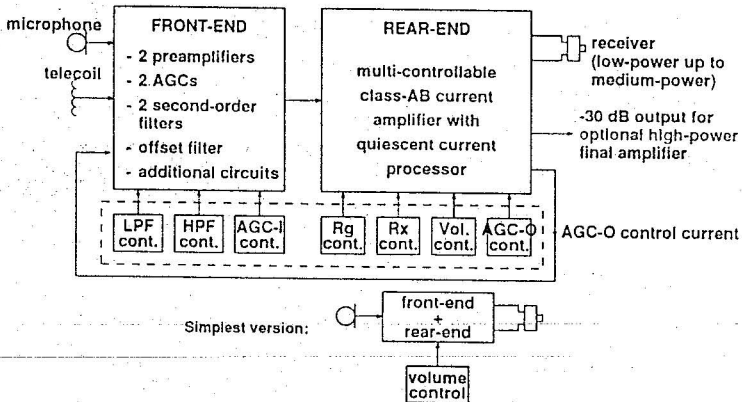 microphone
telecoil
FRONT-END
- 2 preamplifiers
- 2 AGCs
- 2 second-order
filters
- offset filter
- additional circuits
REAR-END
multi-controllable
class-AB current
amplifier with
quiescent current
processor
receiver
(low-power up to
medium-power)
-30 dB output for
optional high-power
final amplifier
LPF
cont.
HPF
cont.
AGC-I
cont.
Rg
cont.
Rx
cont.
Vol.
cont.
AGC-O
cont.
AGC-O control current
Simplest version:
front-end
+
rear-end
volume
control